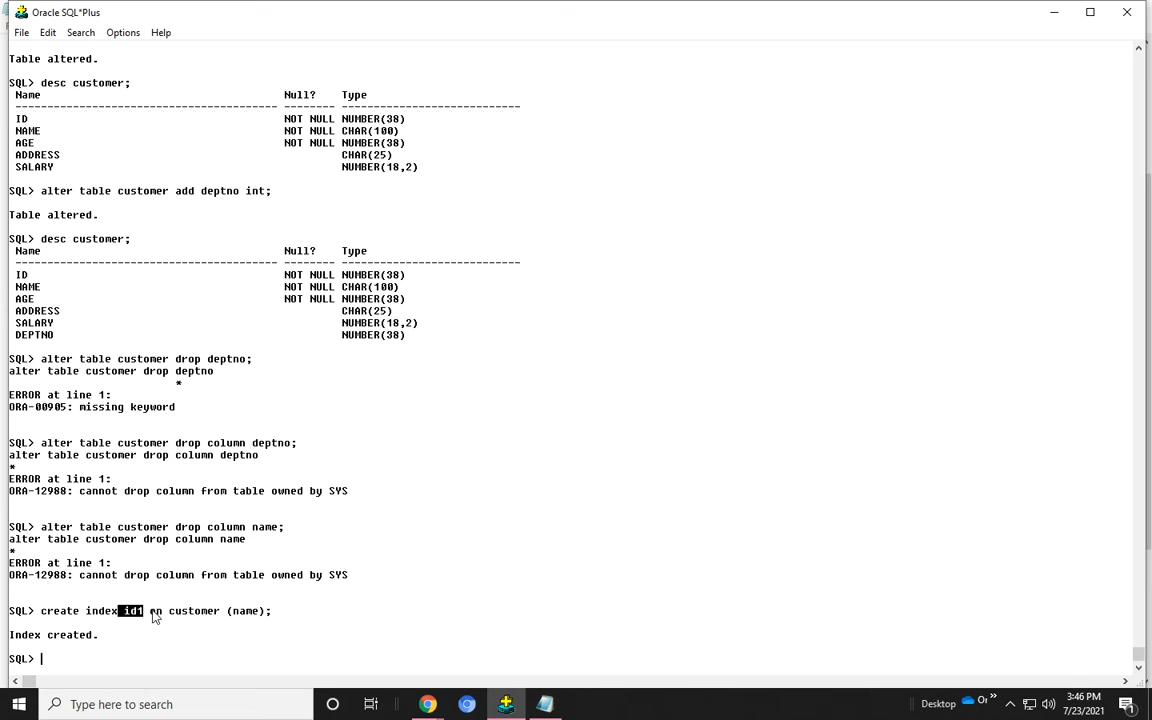 Oracle SQL*Plus
File Edit Search Options Help
Table altered.
SQL> desc customer;
Name Null? Type
----------------------------------------- -------- ----------------------------
ID NOT NULL NUMBER(38)
NAME NOT NULL CHAR(100)
AGE NOT NULL NUMBER(38)
ADDRESS CHAR(25)
SALARY NUMBER(18,2)
SQL> alter table customer add deptno int;
Table altered.
SQL> desc customer;
Name Null? Type
----------------------------------------- -------- ----------------------------
ID NOT NULL NUMBER(38)
NAME NOT NULL CHAR(100)
AGE NOT NULL NUMBER(38)
ADDRESS CHAR(25)
SALARY NUMBER(18,2)
DEPTNO NUMBER(38)
SQL> alter table customer drop deptno;
alter table customer drop deptno
*
ERROR at line 1:
ORA-00905: missing keyword
SQL> alter table customer drop column deptno;
alter table customer drop column deptno
*
ERROR at line 1:
ORA-12988: cannot drop column from table owned by SYS
SQL> alter table customer drop column name;
alter table customer drop column name
*
ERROR at line 1:
ORA-12988: cannot drop column from table owned by SYS
SQL> create index id1 on customer (name);
Index created.
SQL>
Type here to search
Desktop
Or
3:46 PM
7/23/2021
1